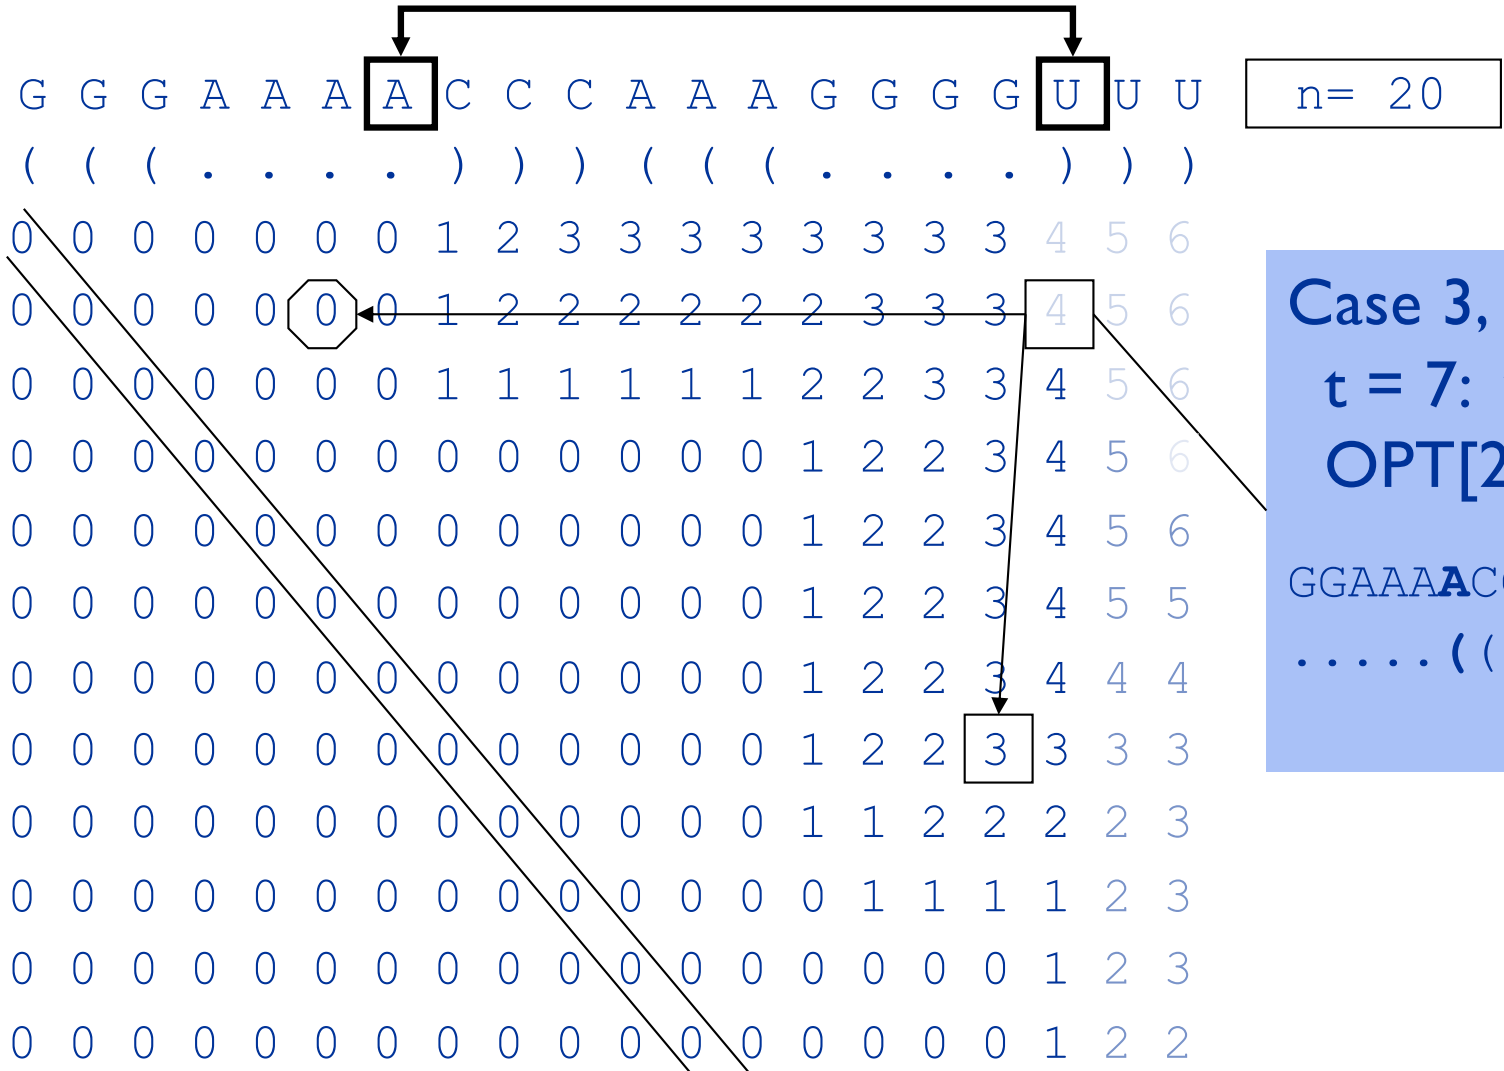 G G G A A A A C C C A A A G G G G U U U
n= 20
( ( ( . . . . ) ) ) ( ( ( . . . . ) ) )
0 0 0 0 0 0 0 1 2 3 3 3 3 3 3 3 3 4 5 6
0 0 0 0 0 0 0 1 2 2 2 2 2 2 3 3 3 4 5 6
0 0 0 0 0 0 0 1 1 1 1 1 1 2 2 3 3 4 5 6
0 0 0 0 0 0 0 0 0 0 0 0 0 1 2 2 3 4 5 6
0 0 0 0 0 0 0 0 0 0 0 0 0 1 2 2 3 4 5 6
0 0 0 0 0 0 0 0 0 0 0 0 0 1 2 2 3 4 5 5
0 0 0 0 0 0 0 0 0 0 0 0 0 1 2 2 3 4 4 4
0 0 0 0 0 0 0 0 0 0 0 0 0 1 2 2 3 3 3 3
0 0 0 0 0 0 0 0 0 0 0 0 0 1 1 2 2 2 2 3
0 0 0 0 0 0 0 0 0 0 0 0 0 0 1 1 1 1 2 3
0 0 0 0 0 0 0 0 0 0 0 0 0 0 0 0 0 1 2 3
0 0 0 0 0 0 0 0 0 0 0 0 0 0 0 0 0 1 2 2
Case 3,
t = 7:
OPT[2
GGAAAAC
.....((